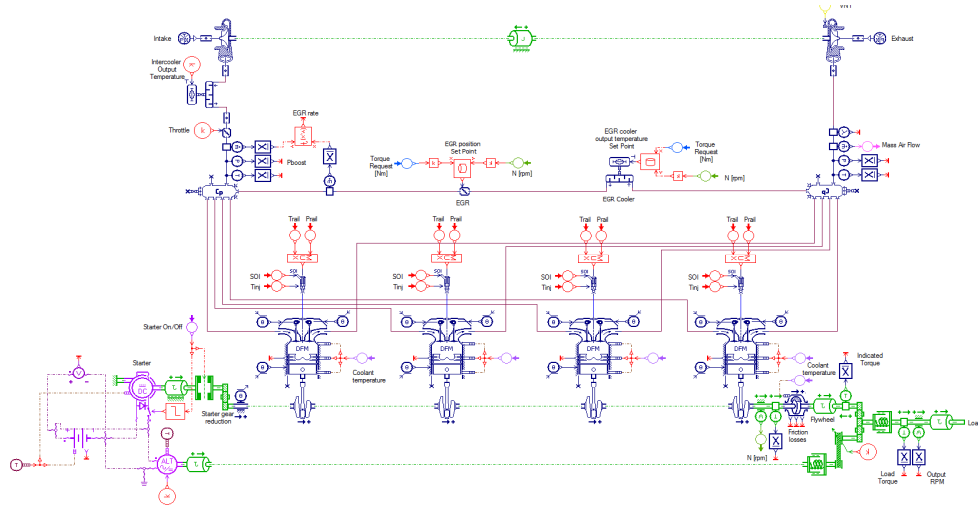 VNT
Intake
Exhaust
Intercooler
Output
Temperature
Throttle
EGR rate
Pboost
Torque
Request
[Nm]
EGR position
Set Point
N [rpm]
EGR
EGR cooler
output temperature
Set Point
Torque
Request
[Nm]
N [rpm]
EGR Cooler
Mass Air Flow
Trail Prail
Trail Prail
Trail Prail
Trail Prail
SOI
Tinj
SOI
Tinj
SOI
Tinj
SOI
Tinj
DFM
DFM
DFM
DFM
Starter On/Off
Starter
Starter gear
reduction
Coolant
temperature
Coolant
temperature
Indicated
Torque
Flywheel
Friction
losses
N [rpm]
Load
Torque
Output
RPM
Load
ALT